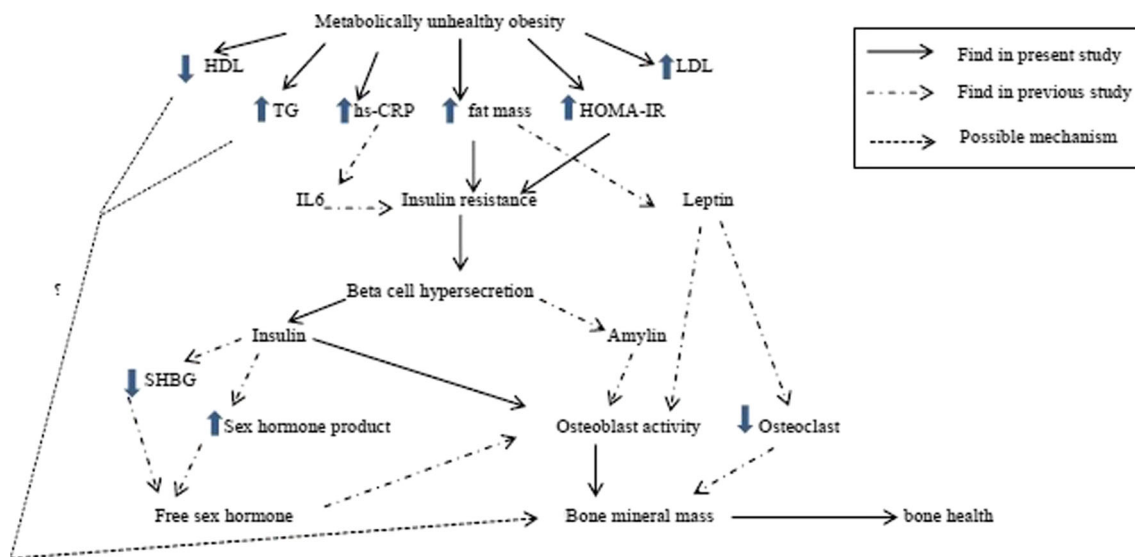 Metabolically unhealthy obesity
HDL
LDL
TG
hs-CRP
fat mass
HOMA-IR
Find in present study
Find in previous study
Possible mechanism
IL6
Insulin resistance
Leptin
?
Beta cell hypersecretion
Insulin
Amylin
SHBG
Sex hormone product
Osteoblast activity
Osteoclast
Free sex hormone
Bone mineral mass
bone health